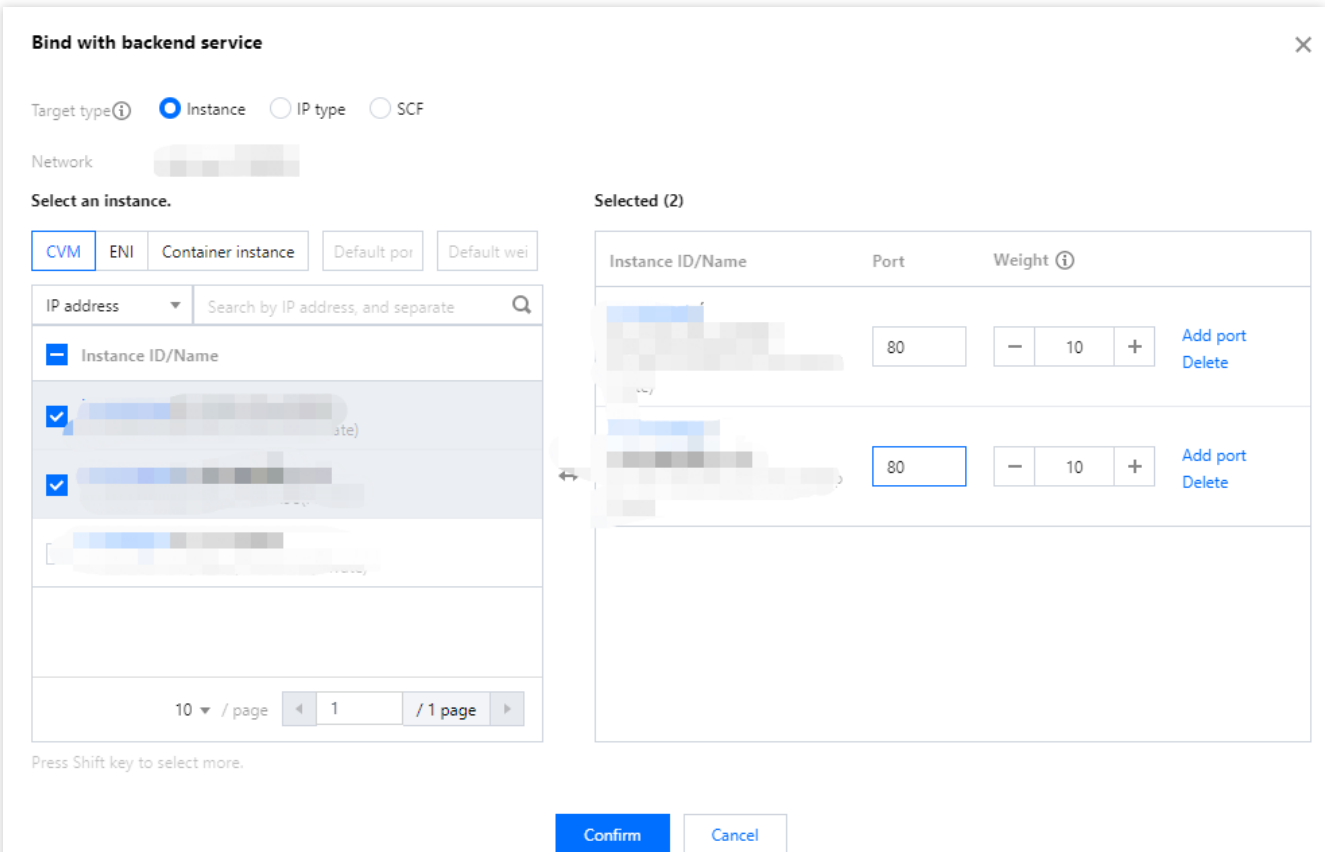 Bind with backend service
Target type
Instance
IP type
SCF
Network
Select an instance.
CVM
ENI
Container instance
Default por
Default wei
IP address
Search by IP address, and separate
Instance ID/Name
10 / page
1
/ 1 page
Press Shift key to select more.
Selected (2)
Instance ID/Name Port Weight
80 10 Add port
Delete
80 10 Add port
Delete
Confirm
Cancel